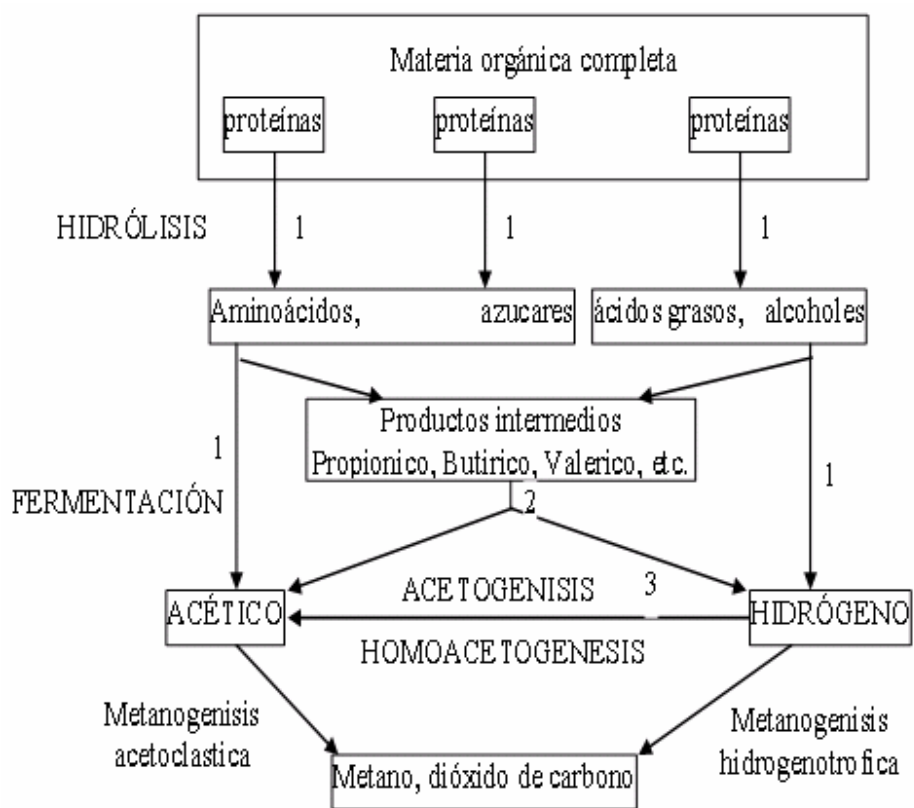 Materia orgánica completa
proteínas proteínas proteínas
HIDRÓLISIS 1 1 1
Aminoácidos, azucares ácidos grasos, alcoholes
Productos intermedios
Propionico, Butirico, Valerico, etc.
1 1
FERMENTACIÓN 2
ACETOGENISIS 3
ACÉTICO HIDRÓGENO
HOMOACETOGENESIS
Metanogenisis
acetoclastica
Metanogenisis
hidrogenotrofica
Metano, dióxido de carbono